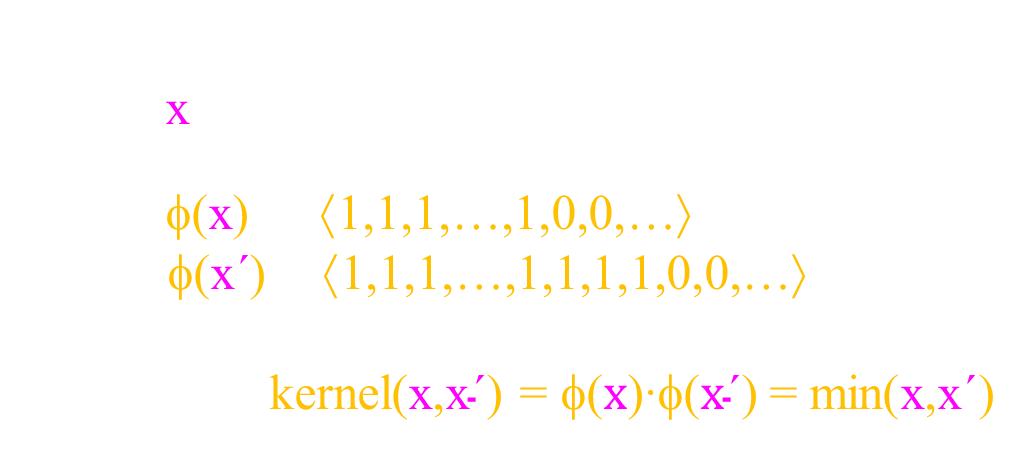 x
ϕ(x) ⟨1,1,1,…,1,0,0,…⟩
ϕ(x´) ⟨1,1,1,…,1,1,1,1,0,0,…⟩
kernel(x,x-´) = ϕ(x)·ϕ(x-´) = min(x,x´)